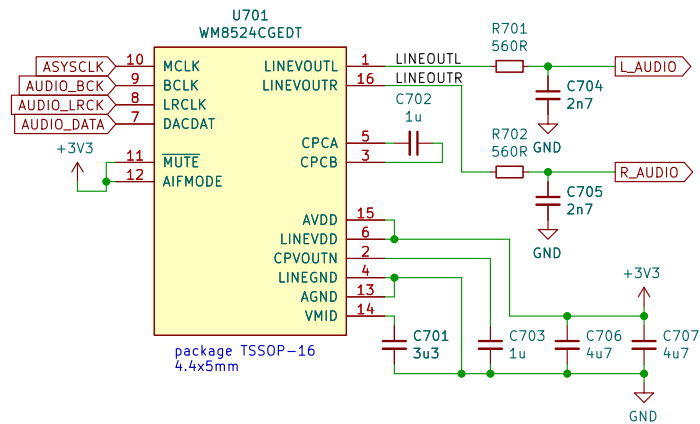 U701
WM8524CGEDT
ASYSCLK 10 MCLK
AUDIO_BCK 9 BCLK
AUDIO_LRCK 8 LRCLK
AUDIO_DATA 7 DACDAT
+3V3
11 MUTE
12 AIFMODE
LINEVOUTL 1 LINEOUTL
LINEVOUTR 16 LINEOUTR
CPCA 5
CPCB 3
C702
1u
AVDD 15
LINEVDD 6
CPVOUTN 2
LINEGND 4
AGND 13
VMID 14
R701
560R
L_AUDIO
C704
2n7
GND
R702
560R
R_AUDIO
C705
2n7
GND
+3V3
C701
3u3
C703
1u
C706
4u7
C707
4u7
GND
package TSSOP-16
4.4x5mm